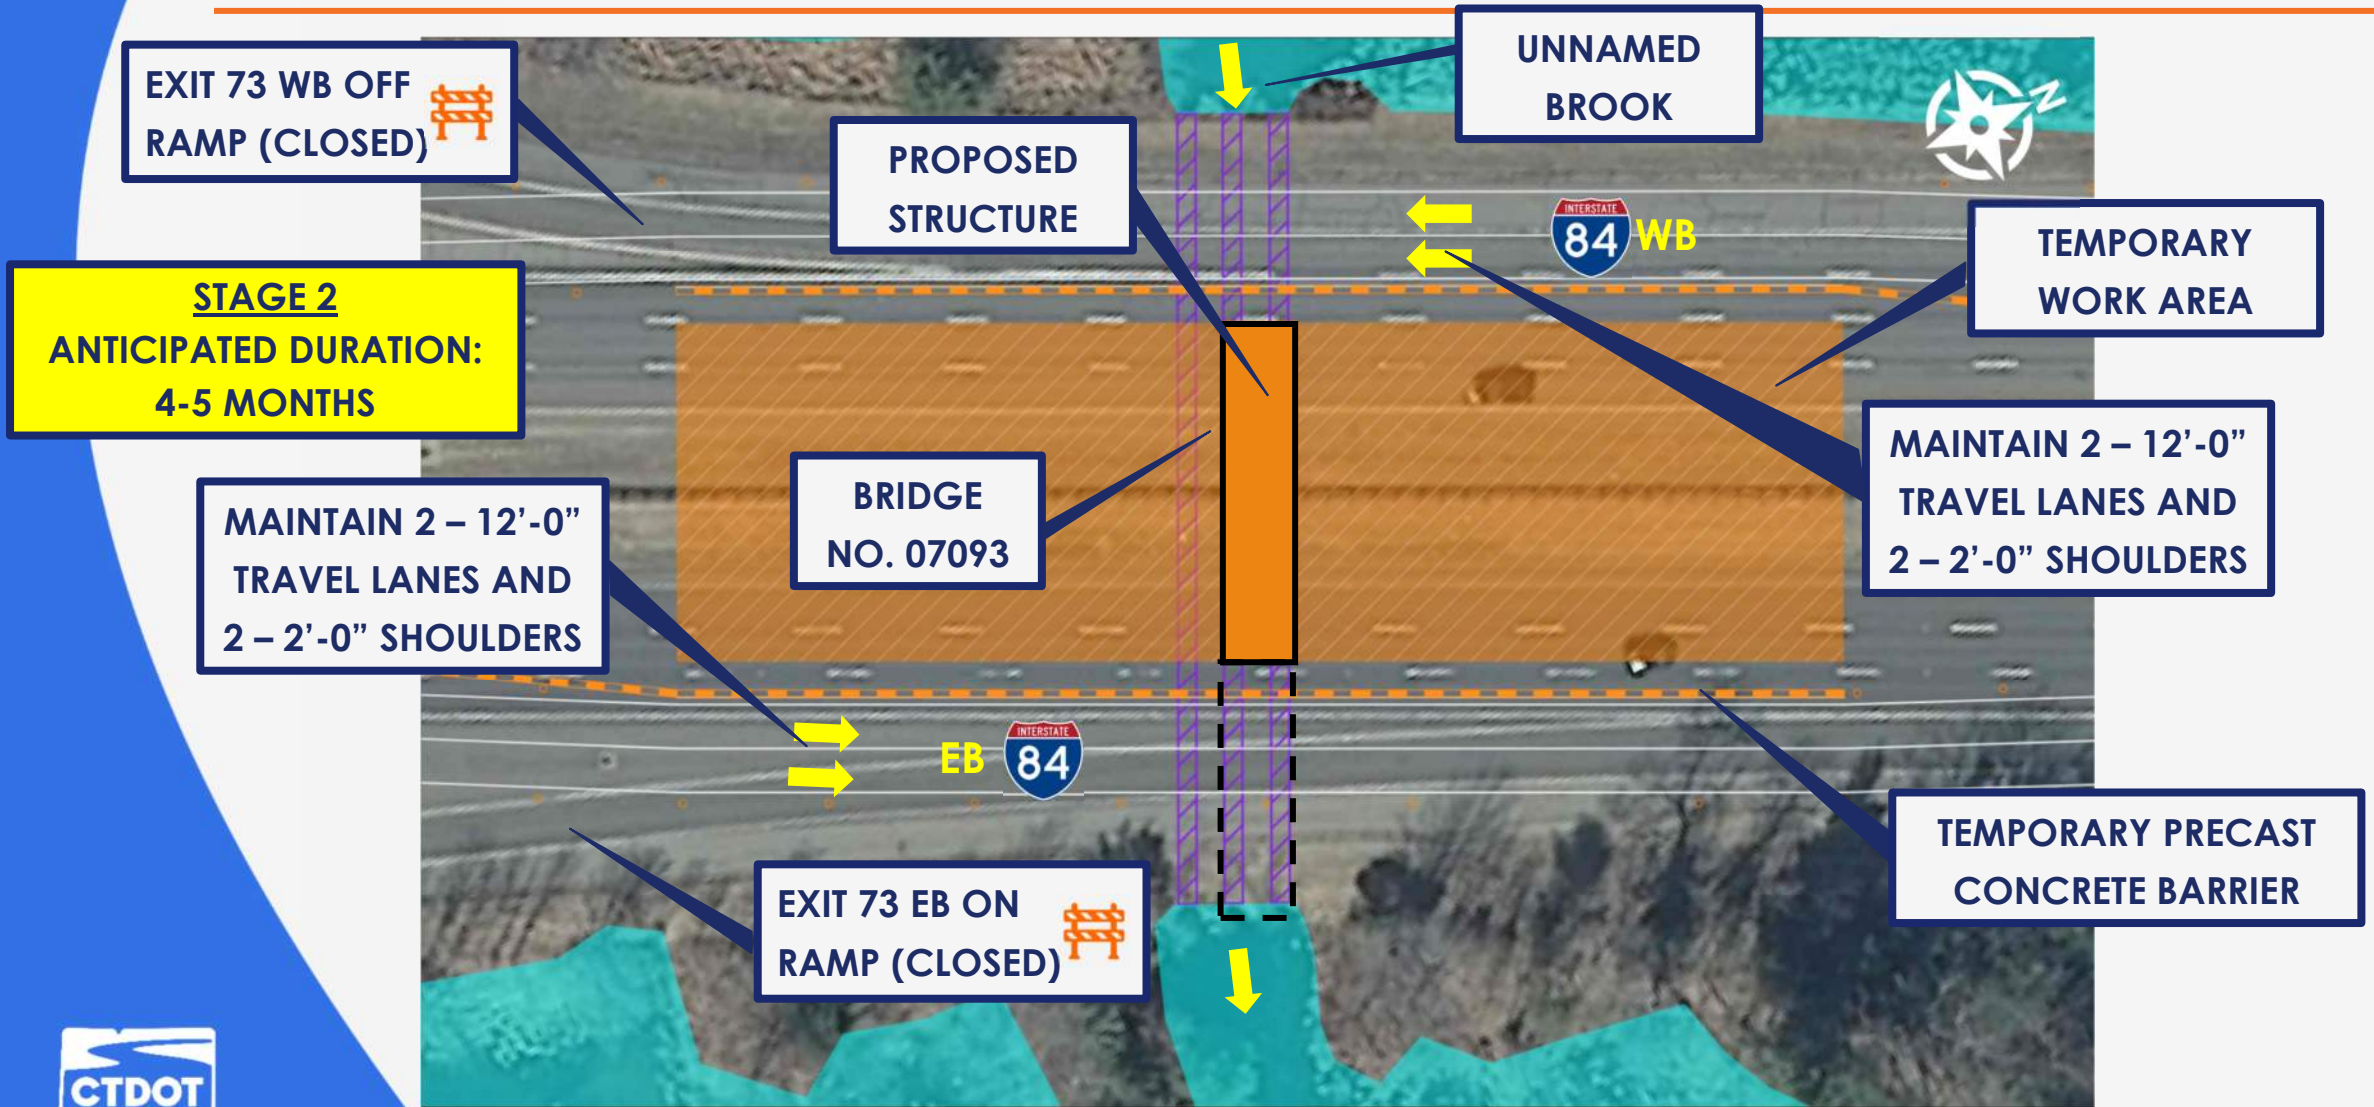 UNNAMED
BROOK
EXIT 73 WB OFF
RAMP (CLOSED)
N
PROPOSED
STRUCTURE
INTERSTATE
84
WB
TEMPORARY
WORK AREA
STAGE 2
ANTICIPATED DURATION:
4-5 MONTHS
MAINTAIN 2 – 12’-0”
TRAVEL LANES AND
2 – 2’-0” SHOULDERS
BRIDGE
NO. 07093
MAINTAIN 2 – 12’-0”
TRAVEL LANES AND
2 – 2’-0” SHOULDERS
EB
INTERSTATE
84
TEMPORARY PRECAST
CONCRETE BARRIER
EXIT 73 EB ON
RAMP (CLOSED)
CTDOT